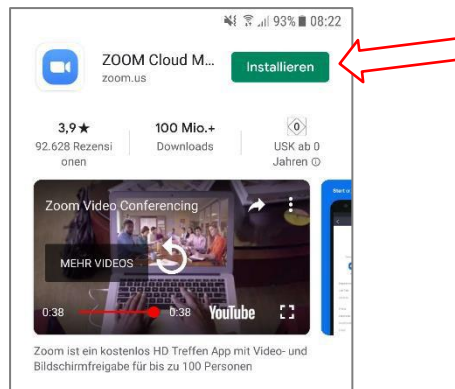 93% 08:22
ZOOM Cloud M...
zoom.us
Installieren
3,9★
92.628 Rezensi
onen
100 Mio.+
Downloads
0
USK ab 0
Jahren ⓘ
Zoom Video Conferencing
MEHR VIDEOS
0:38
0:38
YouTube
Zoom ist ein kostenlos HD Treffen App mit Video- und
Bildschirmfreigabe für bis zu 100 Personen